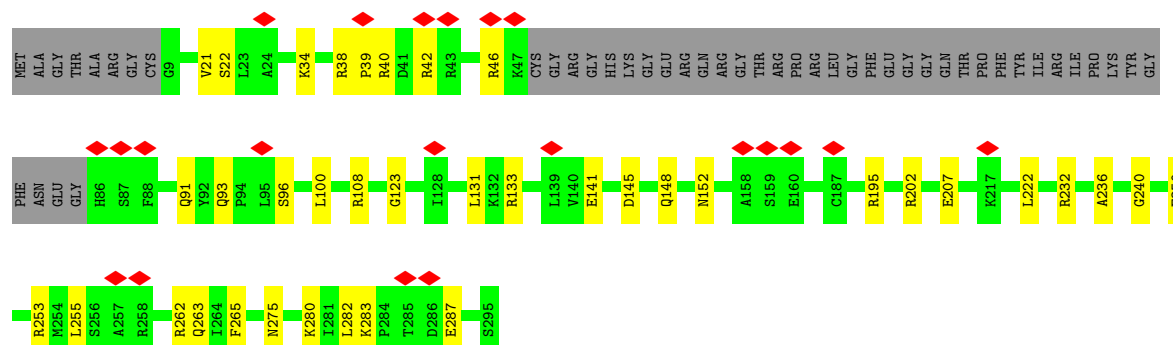 MET ALA GLY THR ALA ARG GLY CYS G9 V21 S22 L23 A24 K34 R38 P39 R40 D41 R42 R43 R46 K47 CYS GLY ARG GLY HIS LYS GLY GLU ARG GLN ARG GLY THR ARG PRO ARG LEU GLY PHE GLU GLY GLY GLN THR PRO PHE TYR ILE ARG ILE PRO LYS TYR GLY
PHE ASN GLU GLY H86 S87 F88 Q91 Y92 Q93 P94 L95 S96 L100 R108 G123 I128 L131 K132 R133 L139 V140 E141 D145 Q148 N152 A158 S159 E160 C187 R195 R202 E207 K217 L222 R232 A236 G240
R253 M254 L255 S256 A257 R258 R262 Q263 I264 F265 N275 K280 I281 L282 K283 P284 T285 D286 E287 S295